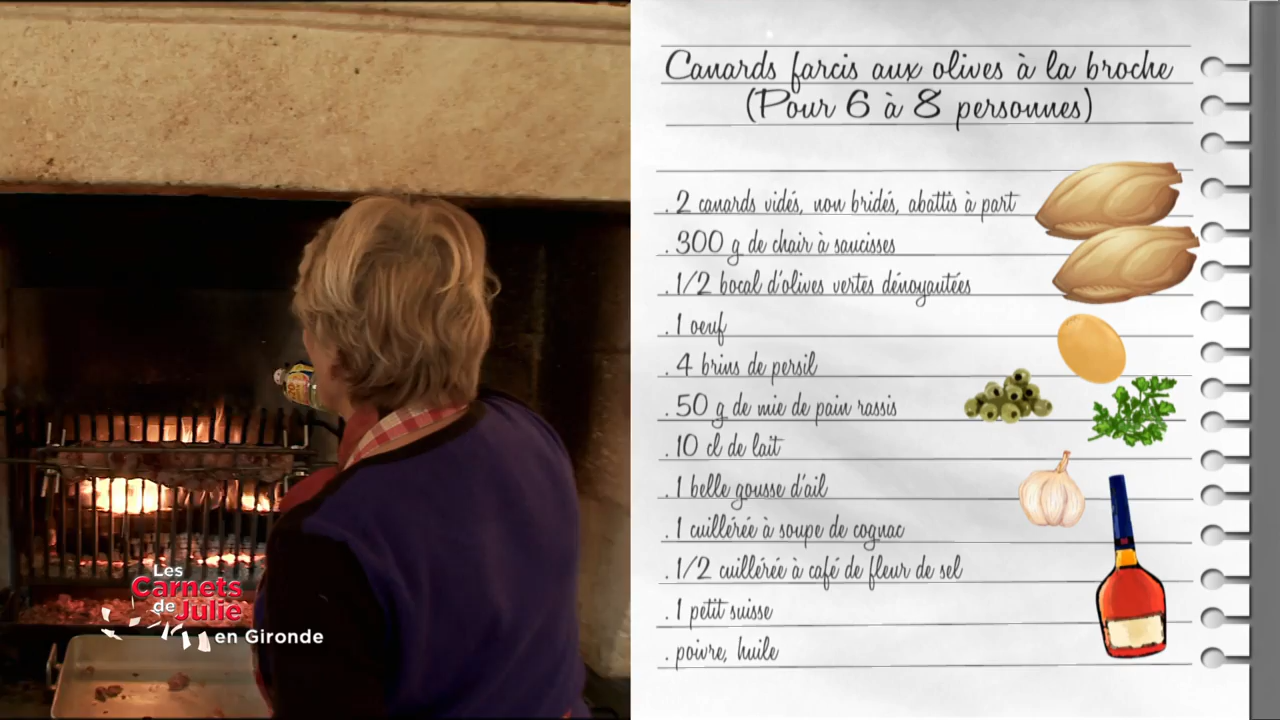 Canards farcis aux olives à la broche
(Pour 6 à 8 personnes)
. 2 canards vidés, non bridés, abattis à part
. 300 g de chair à saucisses
. 1/2 bocal d'olives vertes dénoyautées
. 1 oeuf
. 4 brins de persil
. 50 g de mie de pain rassis
. 10 cl de lait
. 1 belle gousse d'ail
. 1 cuillérée à soupe de cognac
. 1/2 cuillérée à café de fleur de sel
. 1 petit suisse
. poivre, huile
Les
Carnets
de Julie
en Gironde